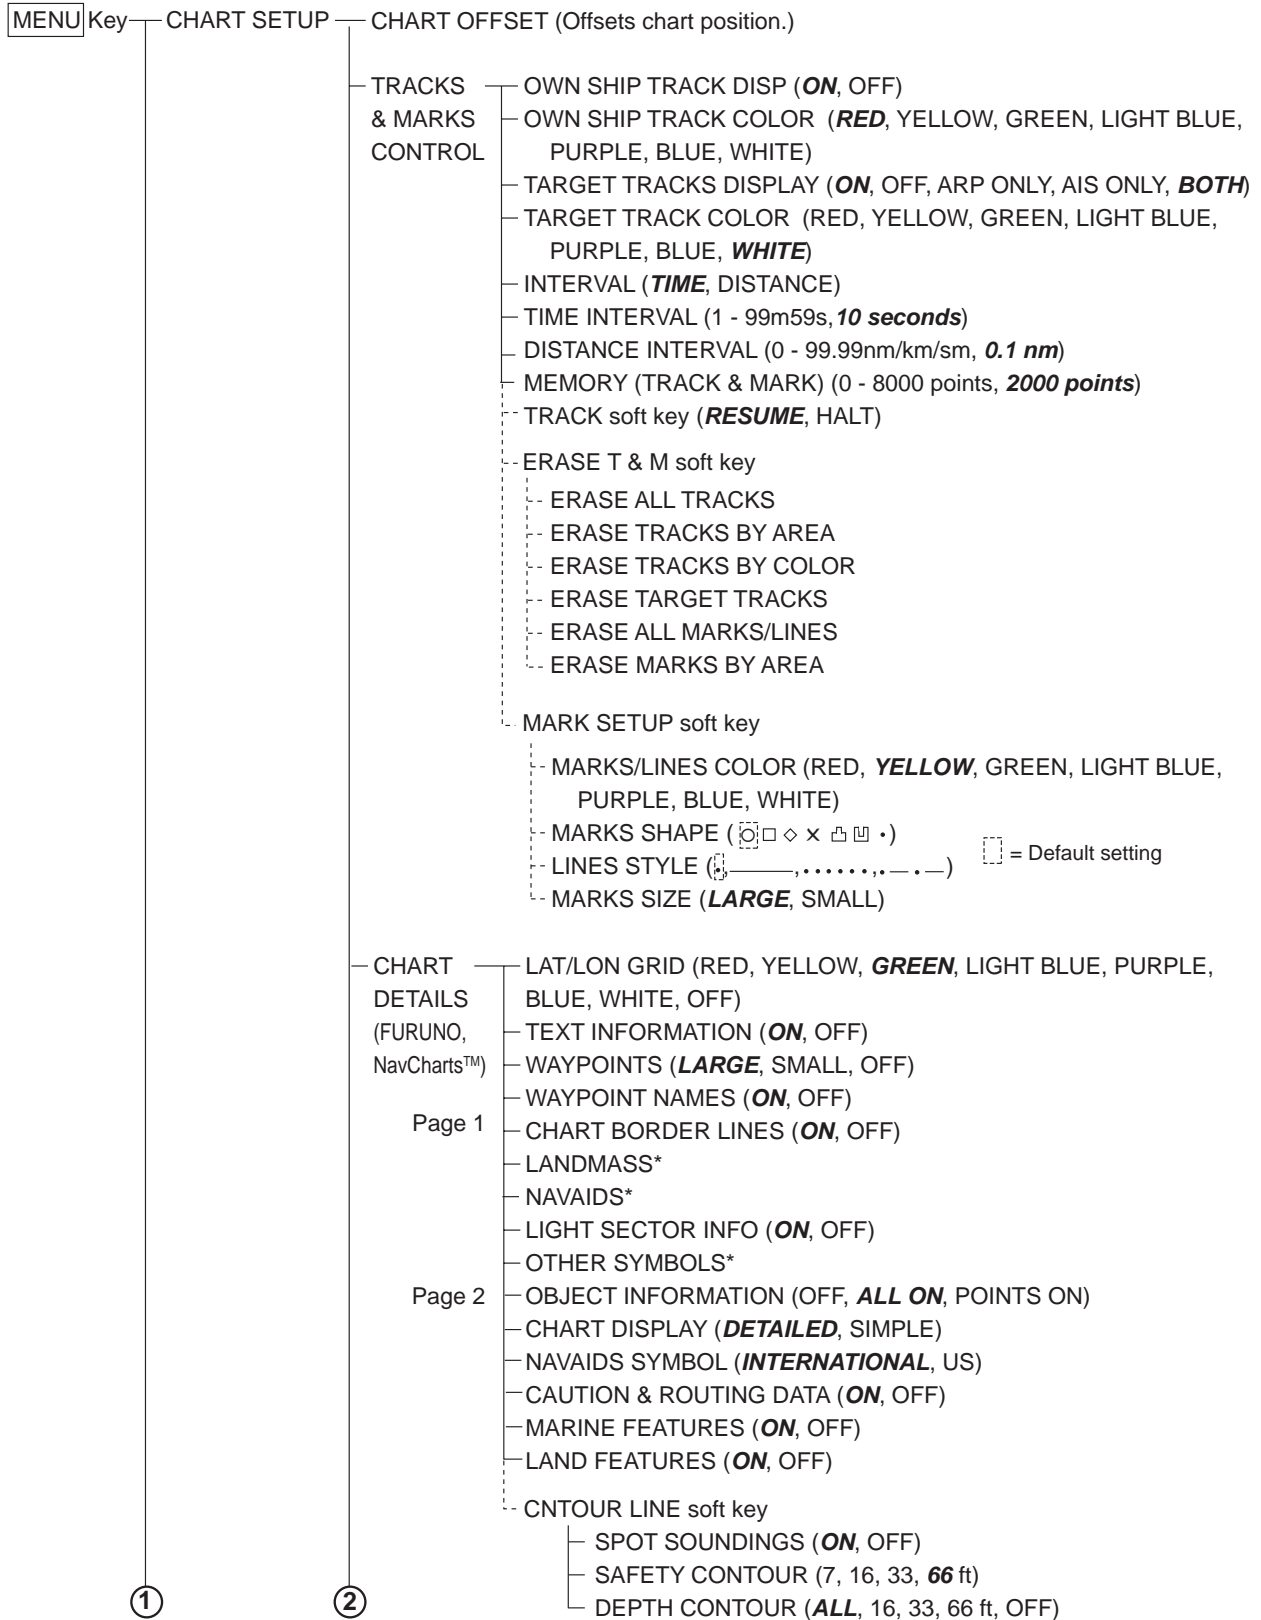 MENU Key CHART SETUP CHART OFFSET (Offsets chart position.)
TRACKS & MARKS CONTROL
OWN SHIP TRACK DISP (ON, OFF)
OWN SHIP TRACK COLOR (RED, YELLOW, GREEN, LIGHT BLUE,
PURPLE, BLUE, WHITE)
TARGET TRACKS DISPLAY (ON, OFF, ARP ONLY, AIS ONLY, BOTH)
TARGET TRACK COLOR (RED, YELLOW, GREEN, LIGHT BLUE,
PURPLE, BLUE, WHITE)
INTERVAL (TIME, DISTANCE)
TIME INTERVAL (1 - 99m59s, 10 seconds)
DISTANCE INTERVAL (0 - 99.99nm/km/sm, 0.1 nm)
MEMORY (TRACK & MARK) (0 - 8000 points, 2000 points)
TRACK soft key (RESUME, HALT)
ERASE T & M soft key
ERASE ALL TRACKS
ERASE TRACKS BY AREA
ERASE TRACKS BY COLOR
ERASE TARGET TRACKS
ERASE ALL MARKS/LINES
ERASE MARKS BY AREA
MARK SETUP soft key
MARKS/LINES COLOR (RED, YELLOW, GREEN, LIGHT BLUE,
PURPLE, BLUE, WHITE)
MARKS SHAPE ( )
= Default setting
LINES STYLE ( )
MARKS SIZE (LARGE, SMALL)
CHART DETAILS (FURUNO, NavCharts™)
LAT/LON GRID (RED, YELLOW, GREEN, LIGHT BLUE, PURPLE,
BLUE, WHITE, OFF)
TEXT INFORMATION (ON, OFF)
WAYPOINTS (LARGE, SMALL, OFF)
WAYPOINT NAMES (ON, OFF)
Page 1
CHART BORDER LINES (ON, OFF)
LANDMASS*
NAVAIDS*
LIGHT SECTOR INFO (ON, OFF)
OTHER SYMBOLS*
Page 2
OBJECT INFORMATION (OFF, ALL ON, POINTS ON)
CHART DISPLAY (DETAILED, SIMPLE)
NAVAIDS SYMBOL (INTERNATIONAL, US)
CAUTION & ROUTING DATA (ON, OFF)
MARINE FEATURES (ON, OFF)
LAND FEATURES (ON, OFF)
CNTOUR LINE soft key
SPOT SOUNDINGS (ON, OFF)
SAFETY CONTOUR (7, 16, 33, 66 ft)
DEPTH CONTOUR (ALL, 16, 33, 66 ft, OFF)
1 2